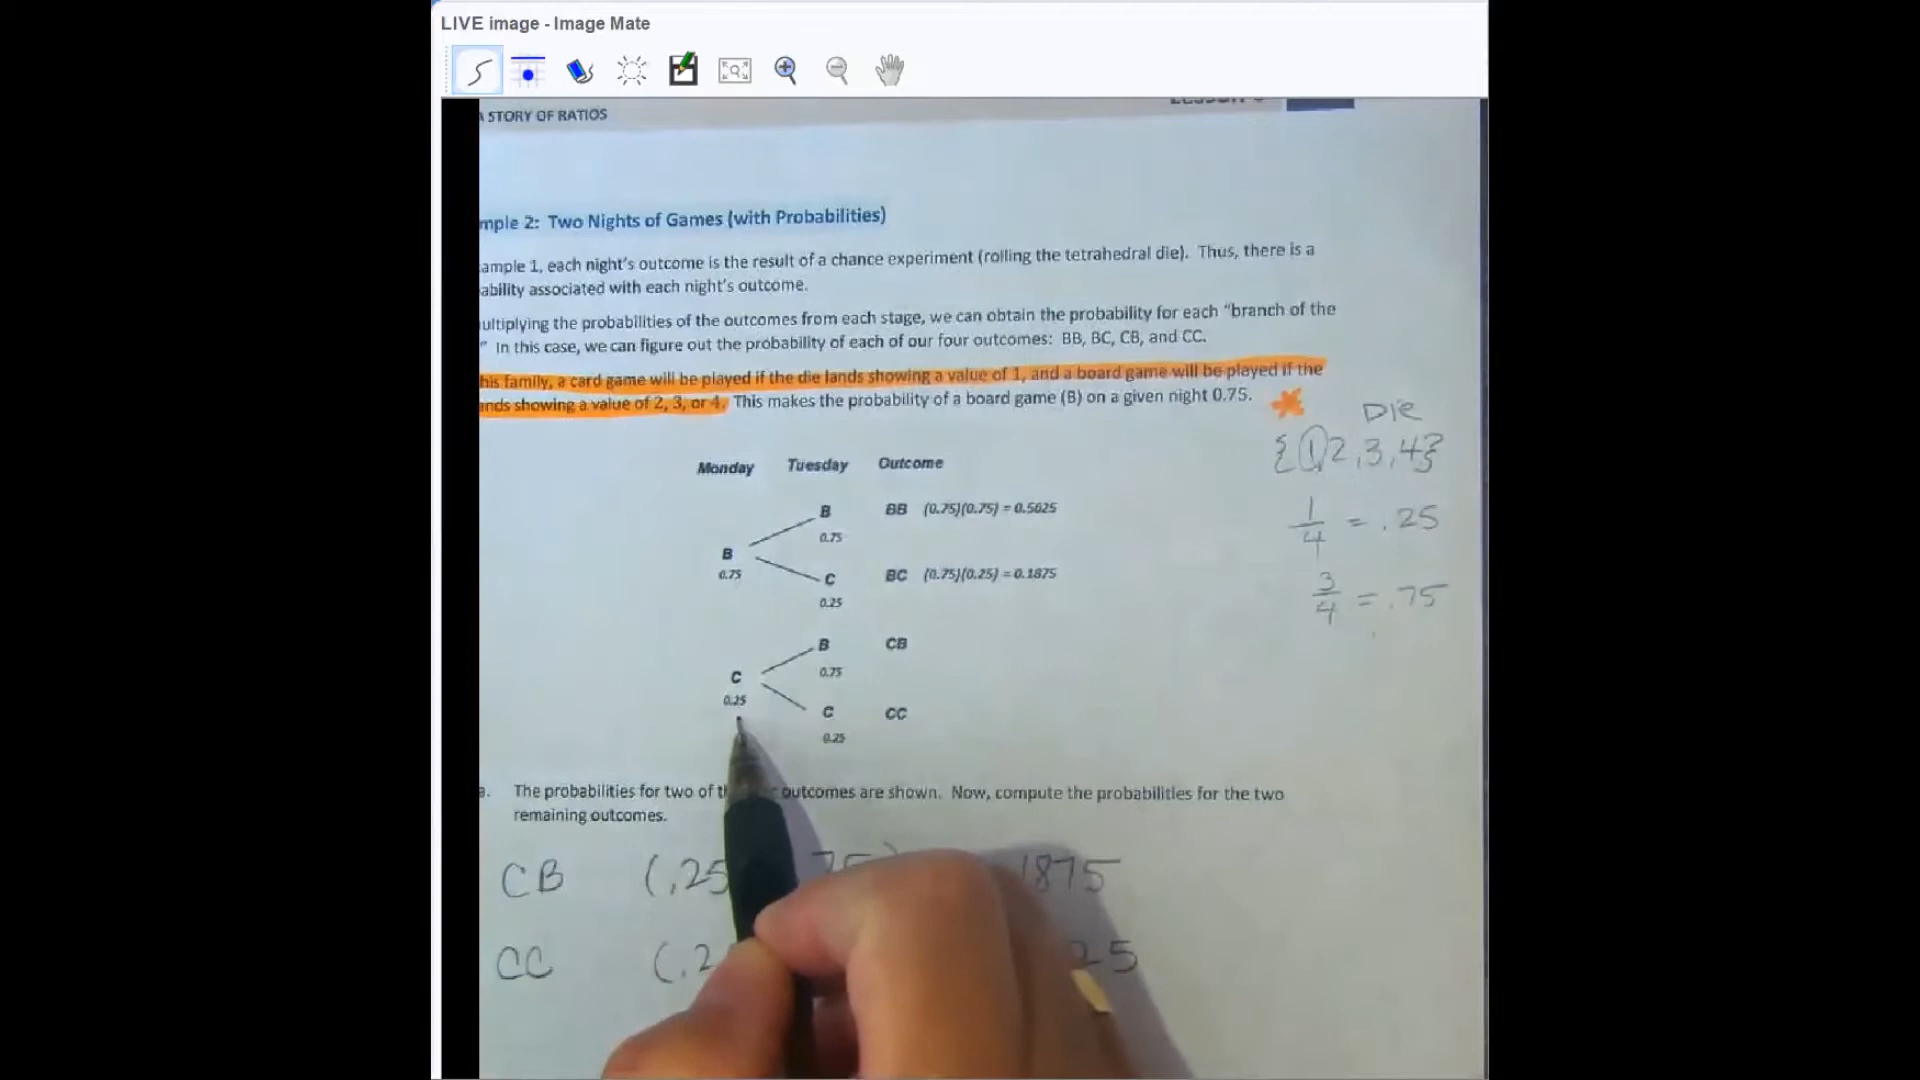 LIVE image - Image Mate
A STORY OF RATIOS
mple 2: Two Nights of Games (with Probabilities)
ample 1, each night's outcome is the result of a chance experiment (rolling the tetrahedral die). Thus, there is a
ability associated with each night's outcome.
ultiplying the probabilities of the outcomes from each stage, we can obtain the probability for each "branch of the
" In this case, we can figure out the probability of each of our four outcomes: BB, BC, CB, and CC.
his family, a card game will be played if the die lands showing a value of 1, and a board game will be played if the
ands showing a value of 2, 3, or 4. This makes the probability of a board game (B) on a given night 0.75.
Die
{1,2,3,4}
1/4 = .25
3/4 = .75
Monday Tuesday Outcome
B BB (0.75)(0.75) = 0.5625
0.75
B
0.75
C BC (0.75)(0.25) = 0.1875
0.25
B CB
0.75
C
0.25
C CC
0.25
a. The probabilities for two of outcomes are shown. Now, compute the probabilities for the two
remaining outcomes.
CB (.25 .75) 1875
CC (.2 25